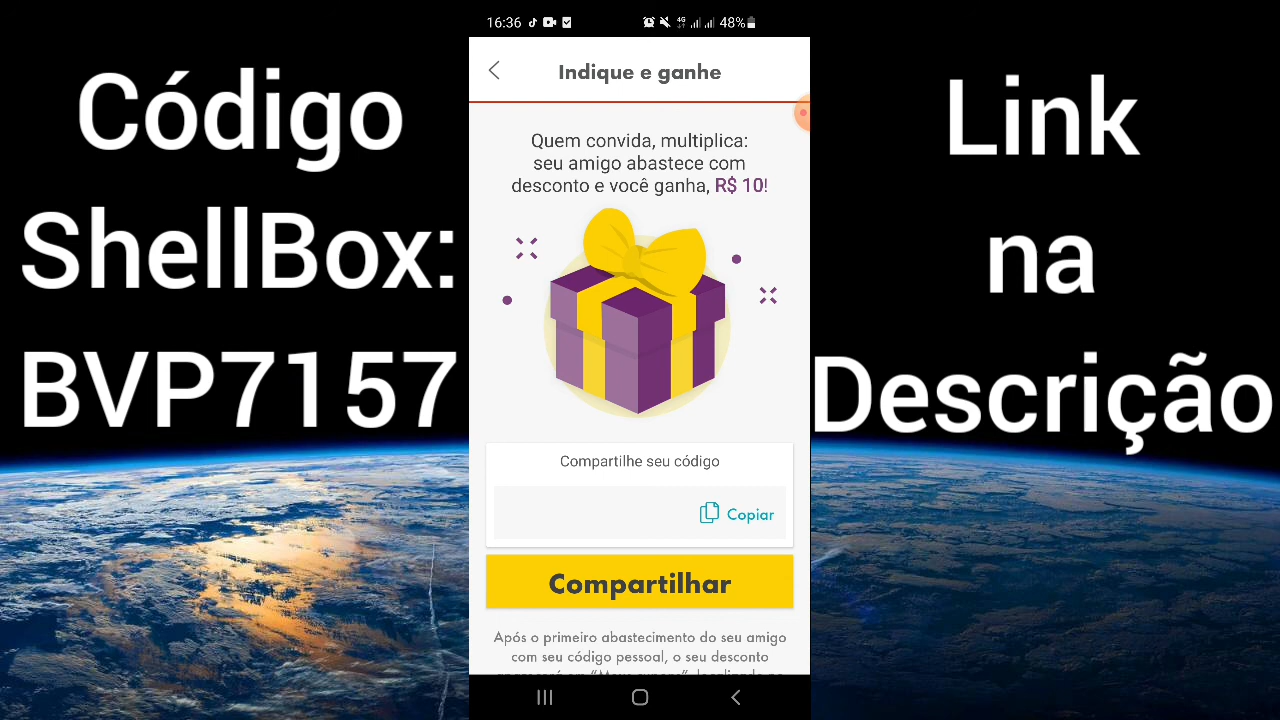 Código
ShellBox:
BVP7157
16:36
4G
48%
Indique e ganhe
Quem convida, multiplica:
seu amigo abastece com
desconto e você ganha, R$ 10!
Compartilhe seu código
Copiar
Compartilhar
Após o primeiro abastecimento do seu amigo
com seu código pessoal, o seu desconto
Link
na
Descrição